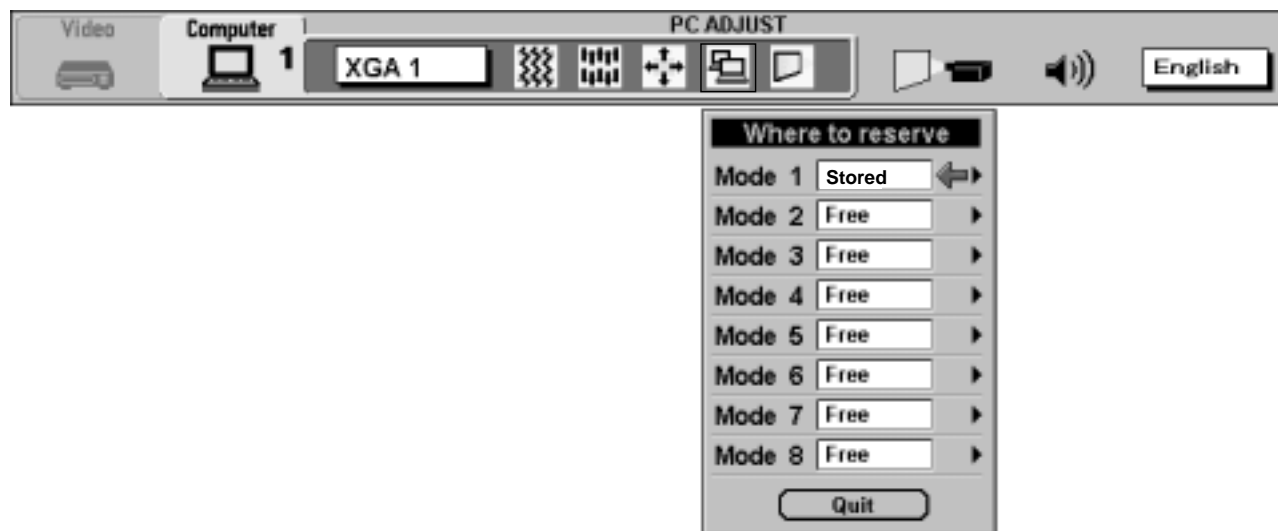 PC ADJUST
Video
Computer
1
XGA 1
English
Where to reserve
Mode 1 Stored
Mode 2 Free
Mode 3 Free
Mode 4 Free
Mode 5 Free
Mode 6 Free
Mode 7 Free
Mode 8 Free
Quit